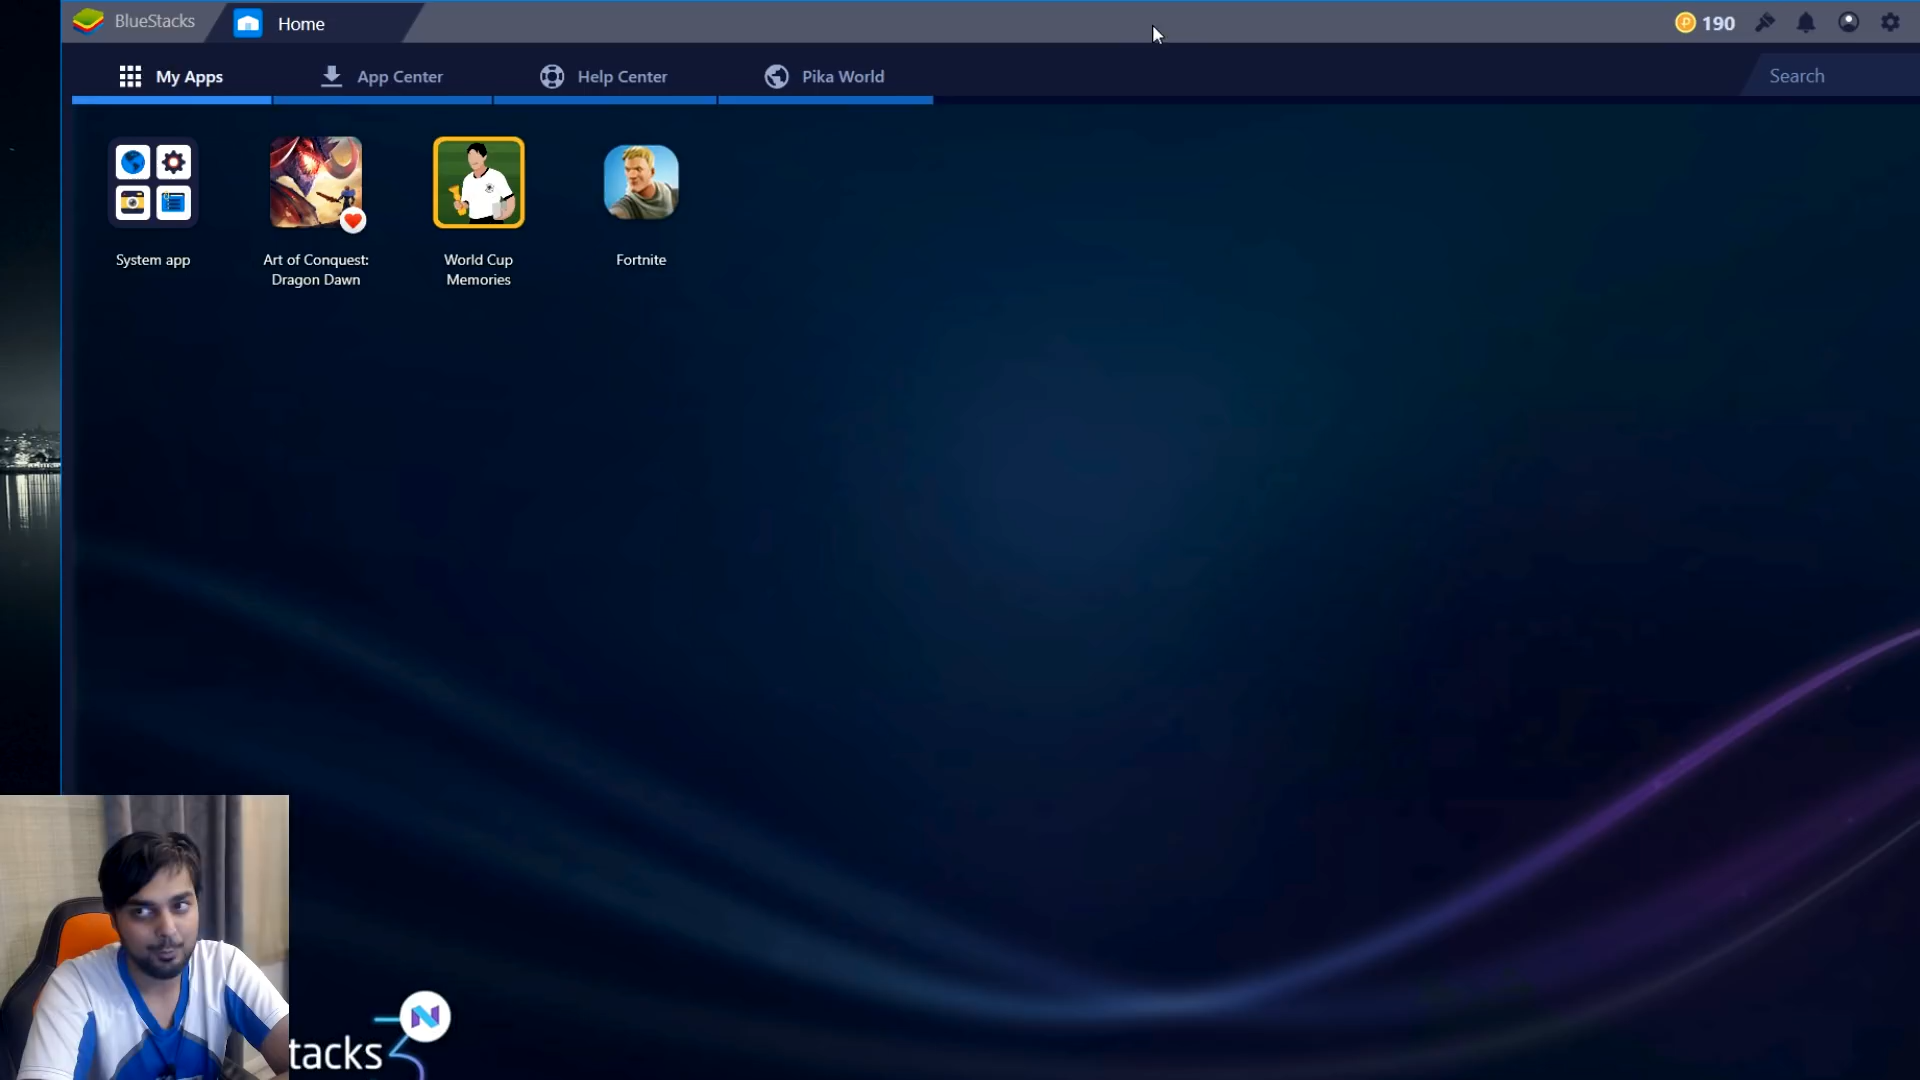 BlueStacks
Home
190
My Apps
App Center
Help Center
Pika World
Search
System app
Art of Conquest:
Dragon Dawn
World Cup
Memories
Fortnite
tacks
N